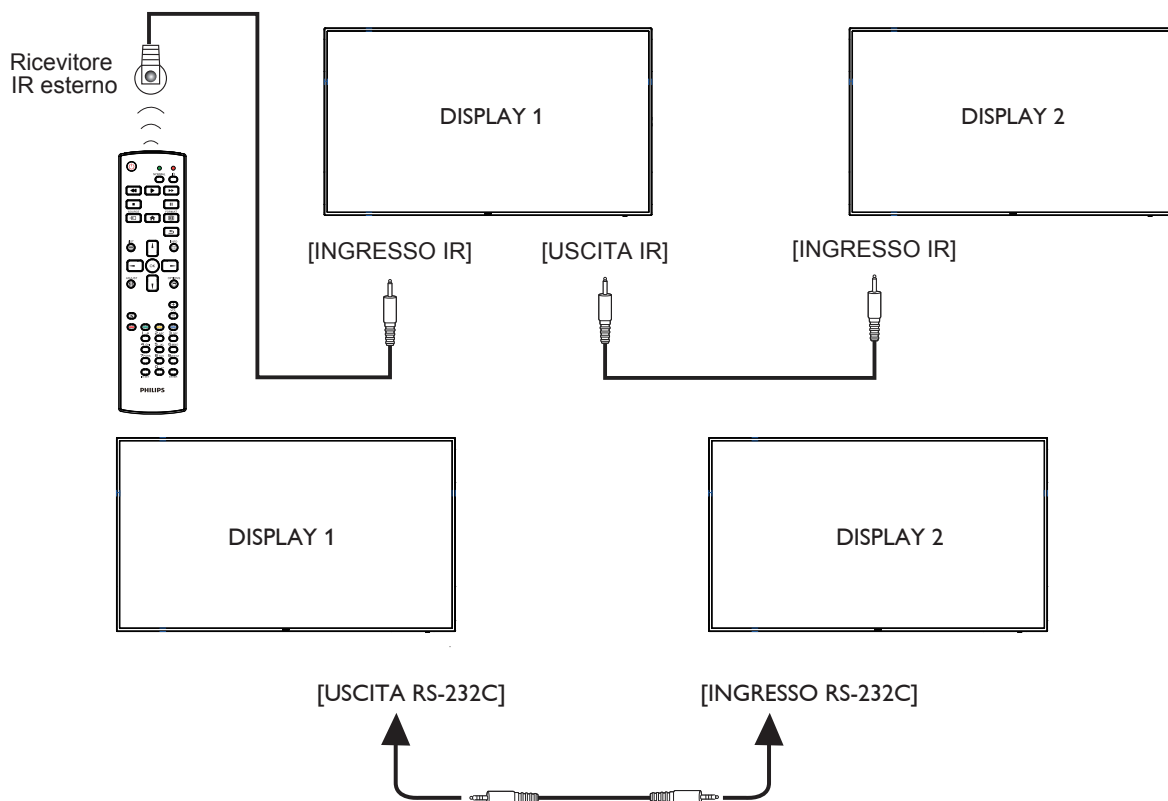 Ricevitore
IR esterno
DISPLAY 1
DISPLAY 2
[INGRESSO IR]
[USCITA IR]
[INGRESSO IR]
PHILIPS
DISPLAY 1
DISPLAY 2
[USCITA RS-232C]
[INGRESSO RS-232C]